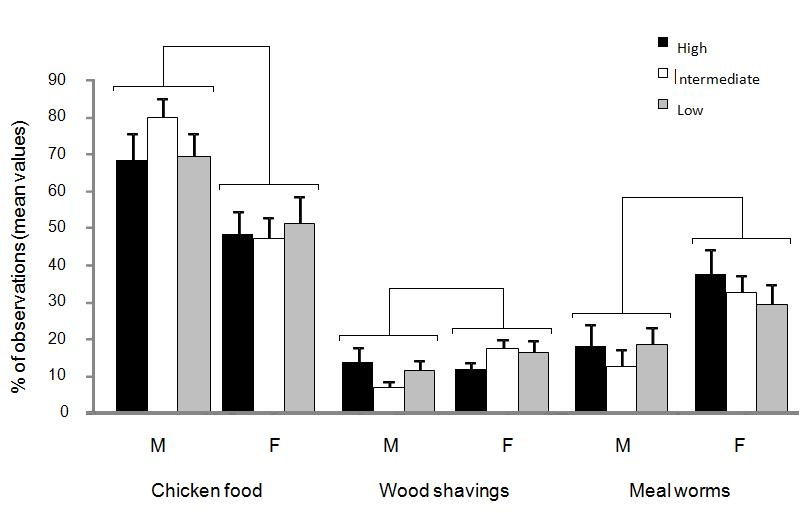 High
Intermediate
Low
% of observations (mean values)
90
80
70
60
50
40
30
20
10
0
M F M F M F
Chicken food Wood shavings Meal worms